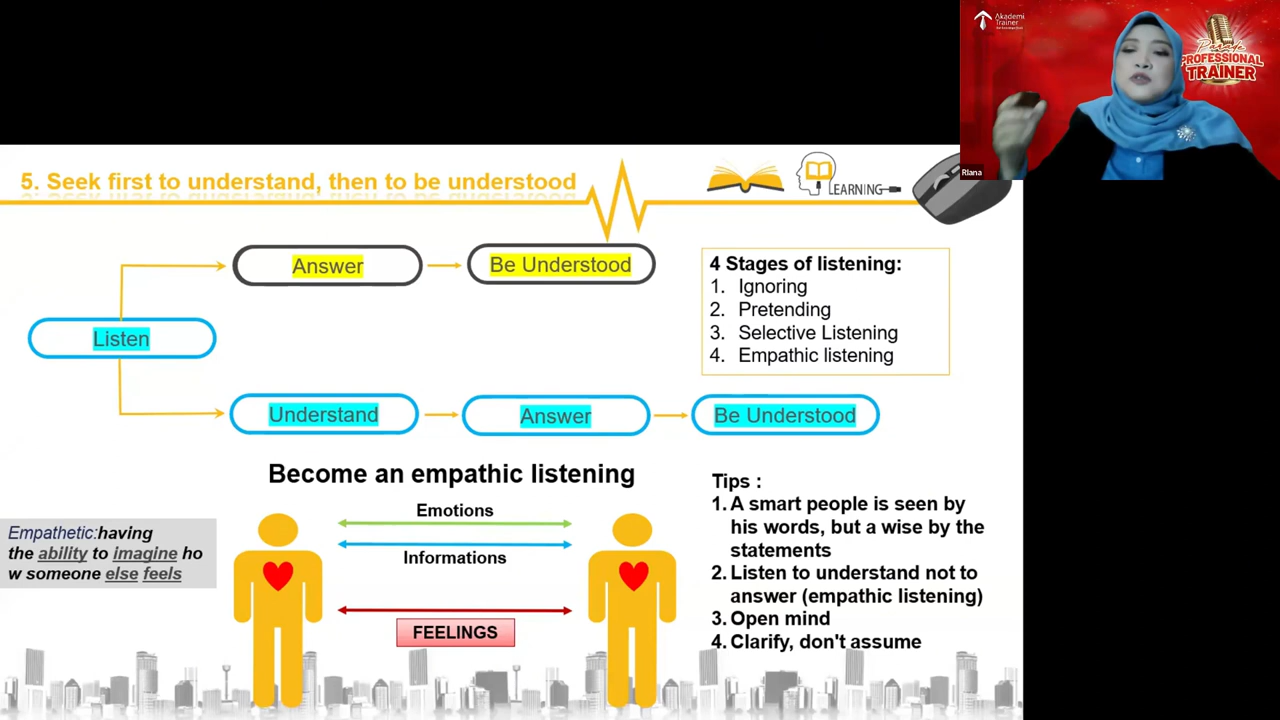 5. Seek first to understand, then to be understood
LEARNING
Answer
Be Understood
Listen
Understand
Answer
Be Understood
4 Stages of listening:
1. Ignoring
2. Pretending
3. Selective Listening
4. Empathic listening
Become an empathic listening
Emotions
Informations
FEELINGS
Empathetic:having
the ability to imagine ho
w someone else feels
Tips :
1. A smart people is seen by
his words, but a wise by the
statements
2. Listen to understand not to
answer (empathic listening)
3. Open mind
4. Clarify, don't assume
Akademi
Trainer
PROFESSIONAL
TRAINER
Riana